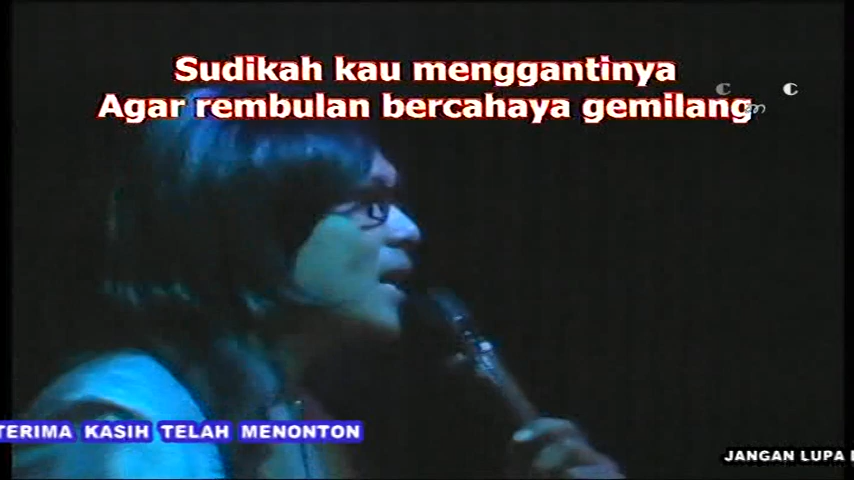 Sudikah kau menggantinya
Agar rembulan bercahaya gemilang
C C
TERIMA KASIH TELAH MENONTON
JANGAN LUPA